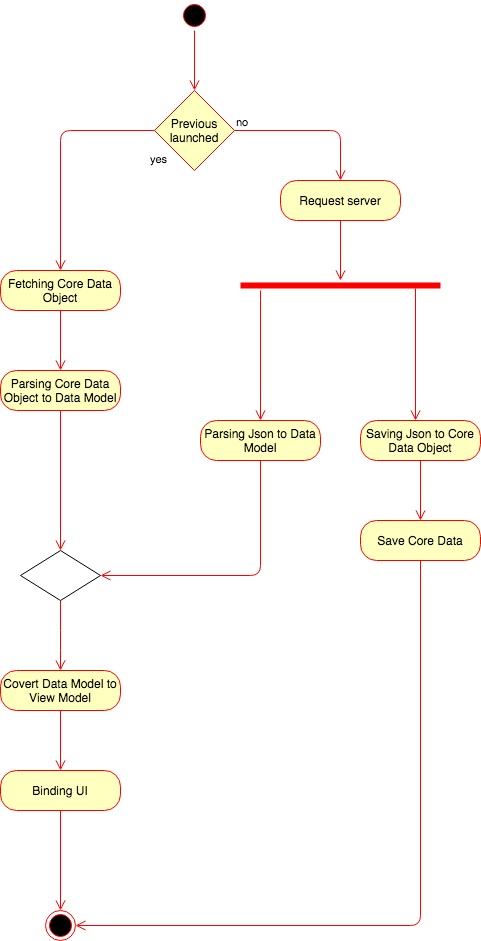 Previous
launched
no
yes
Request server
Fetching Core Data
Object
Parsing Core Data
Object to Data Model
Parsing Json to Data
Model
Saving Json to Core
Data Object
Save Core Data
Covert Data Model to
View Model
Binding UI